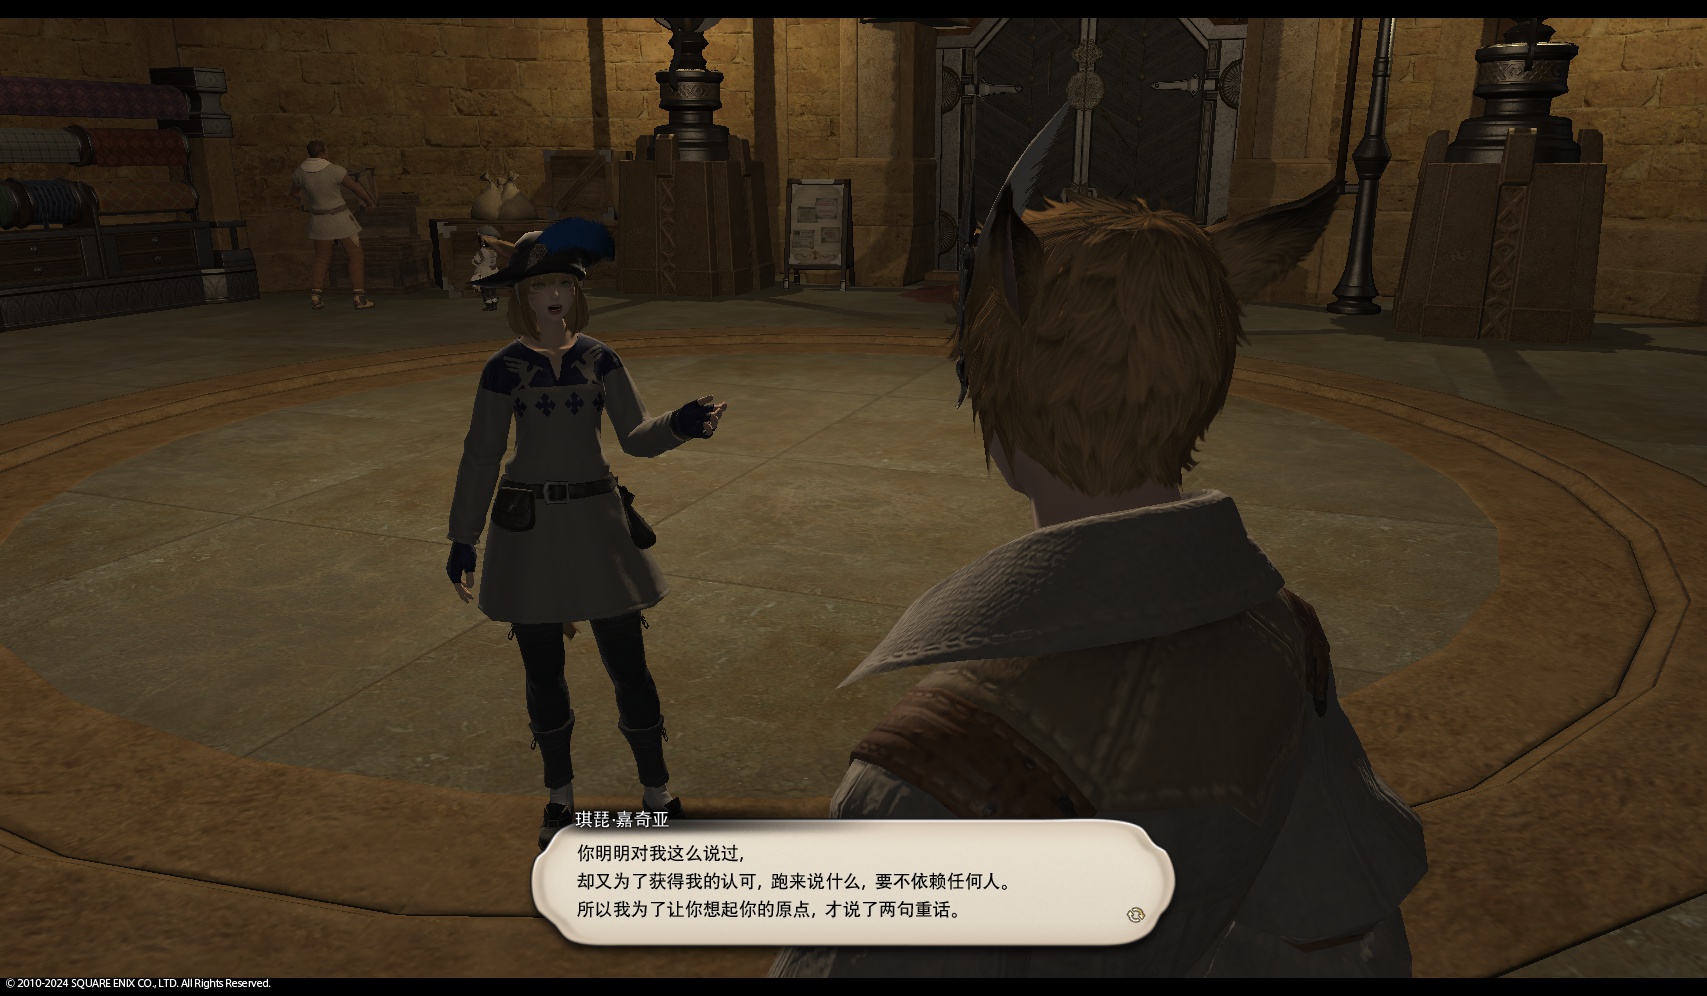 琪琵·嘉奇亚
你明明对我这么说过,
却又为了获得我的认可, 跑来说什么, 要不依赖任何人。
所以我为了让你想起你的原点, 才说了两句重话。
© 2010-2024 SQUARE ENIX CO., LTD. All Rights Reserved.